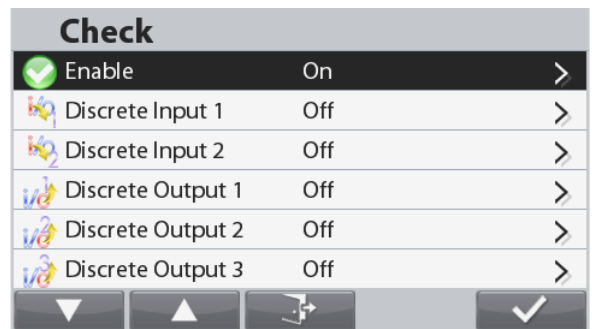 Check
Enable On
Discrete Input 1 Off
Discrete Input 2 Off
Discrete Output 1 Off
Discrete Output 2 Off
Discrete Output 3 Off